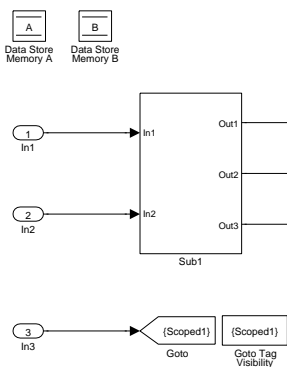 A
B
Data Store
Memory A
Data Store
Memory B
1
In1
In1
Out1
Out2
2
In2
In2
Out3
Sub1
3
In3
{Scoped1}
Goto
{Scoped1}
Goto Tag
Visibility